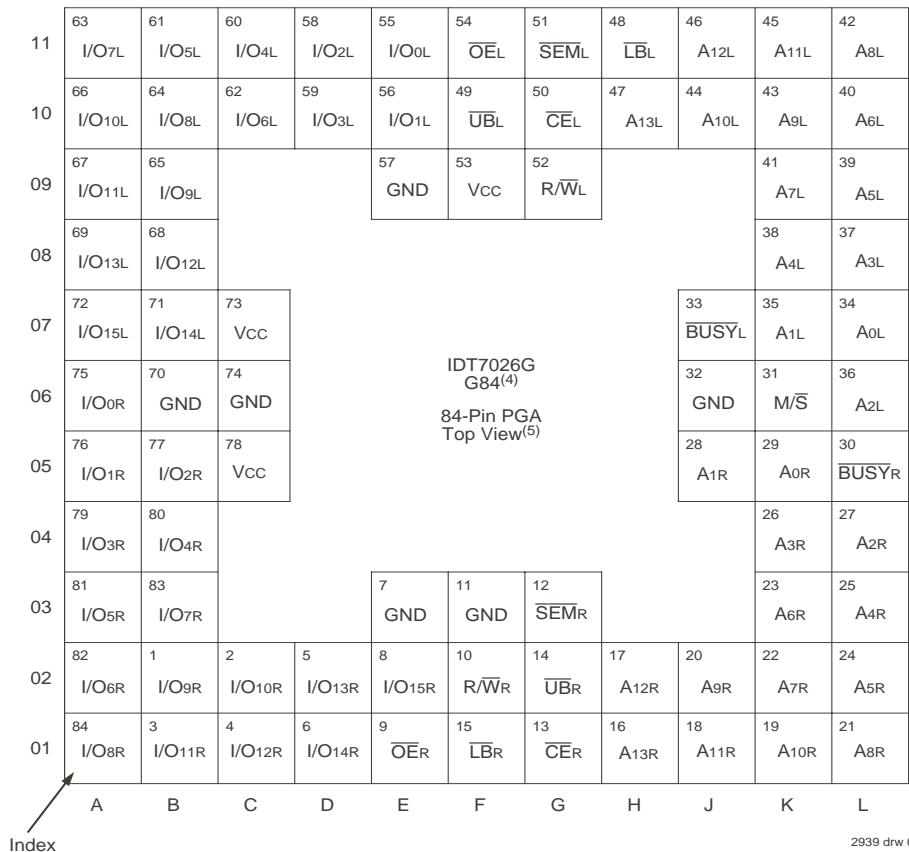 63 61 60 58 55 54 51 48 46 45 42
11 I/O7L I/O5L I/O4L I/O2L I/O0L OEL SEML LBL A12L A11L A8L
66 64 62 59 56 49 50 47 44 43 40
10 I/O10L I/O8L I/O6L I/O3L I/O1L UBL CEL A13L A10L A9L A6L
67 65 57 53 52 41 39
09 I/O11L I/O9L GND VCC R/WL A7L A5L
69 68 38 37
08 I/O13L I/O12L A4L A3L
72 71 73 33 35 34
07 I/O15L I/O14L VCC BUSYL A1L A0L
IDT7026G
G84(4)
75 70 74 32 31 36
06 I/O0R GND GND GND M/S A2L
84-Pin PGA
Top View(5)
76 77 78 28 29 30
05 I/O1R I/O2R VCC A1R A0R BUSYR
79 80 26 27
04 I/O3R I/O4R A3R A2R
81 83 7 11 12 23 25
03 I/O5R I/O7R GND GND SEMR A6R A4R
82 1 2 5 8 10 14 17 20 22 24
02 I/O6R I/O9R I/O10R I/O13R I/O15R R/WR UBR A12R A9R A7R A5R
84 3 4 6 9 15 13 16 18 19 21
01 I/O8R I/O11R I/O12R I/O14R OER LBR CER A13R A11R A10R A8R
A B C D E F G H J K L
Index
2939 drw